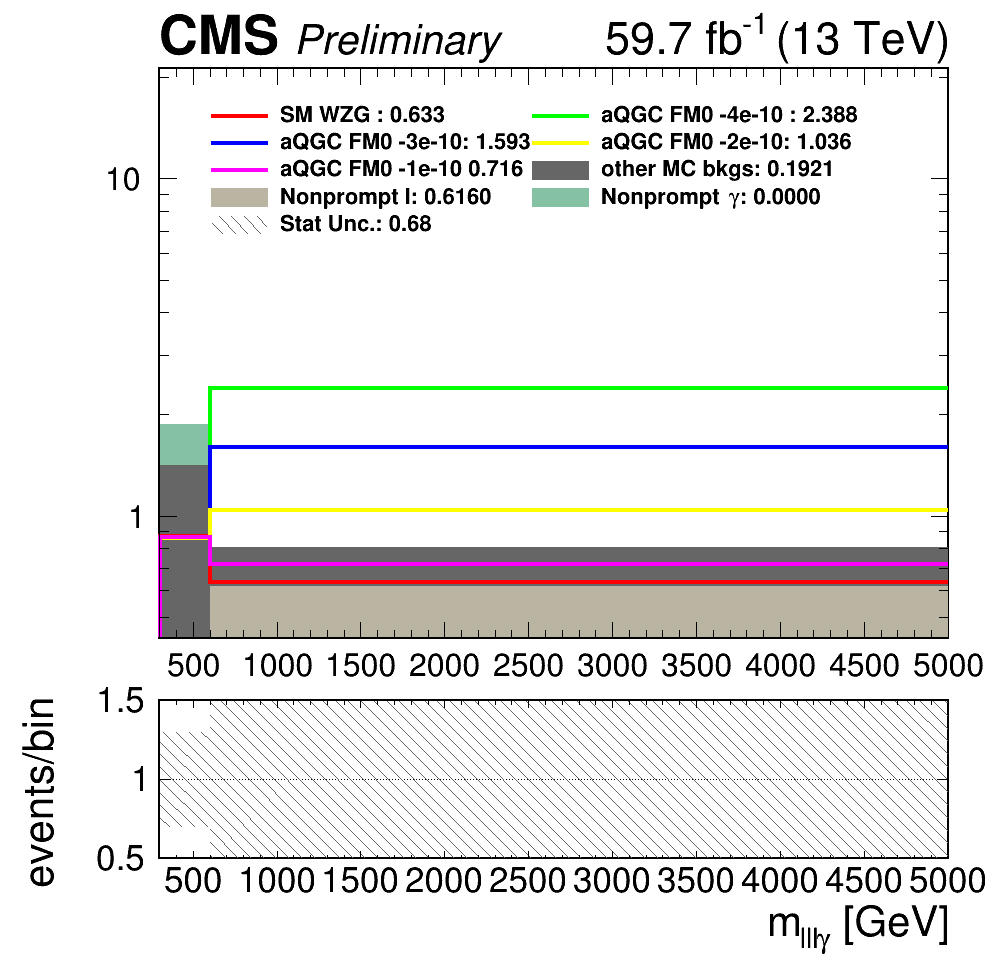 CMS Preliminary 59.7 fb-1 (13 TeV)
SM WZG : 0.633 aQGC FM0 -4e-10 : 2.388
aQGC FM0 -3e-10: 1.593 aQGC FM0 -2e-10: 1.036
aQGC FM0 -1e-10 0.716 other MC bkgs: 0.1921
Nonprompt l: 0.6160 Nonprompt γ: 0.0000
Stat Unc.: 0.68
10
1
500 1000 1500 2000 2500 3000 3500 4000 4500 5000
events/bin
1.5
1
0.5
500 1000 1500 2000 2500 3000 3500 4000 4500 5000
mlllγ [GeV]